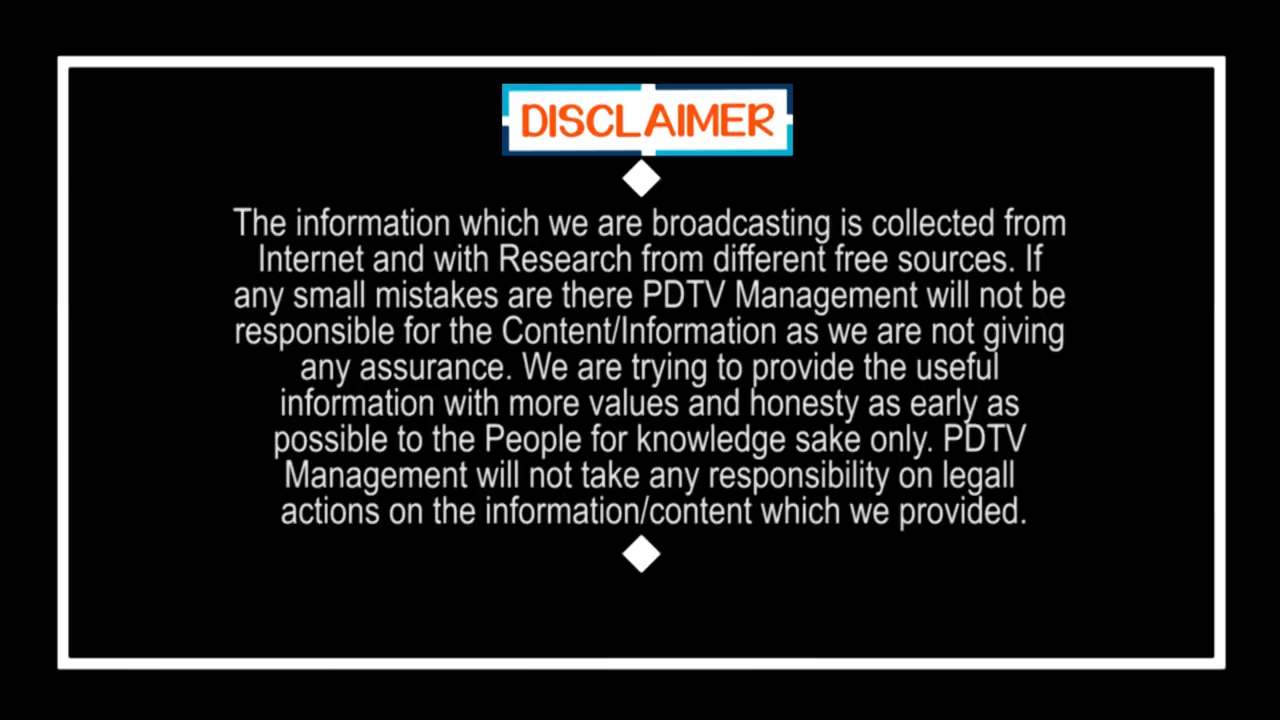 DISCLAIMER
The information which we are broadcasting is collected from
Internet and with Research from different free sources. If
any small mistakes are there PDTV Management will not be
responsible for the Content/Information as we are not giving
any assurance. We are trying to provide the useful
information with more values and honesty as early as
possible to the People for knowledge sake only. PDTV
Management will not take any responsibility on legall
actions on the information/content which we provided.